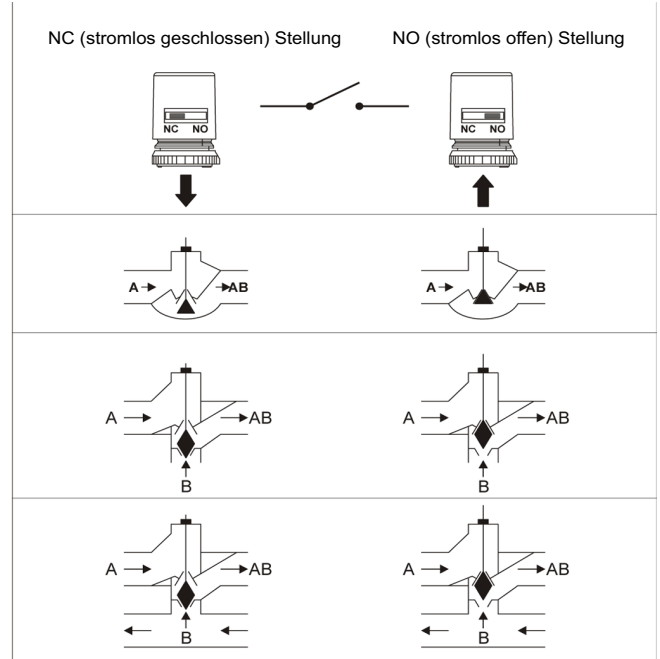 NC (stromlos geschlossen) Stellung NO (stromlos offen) Stellung
NC NO NC NO
A AB A AB
A AB A AB
B B
A AB A AB
B B